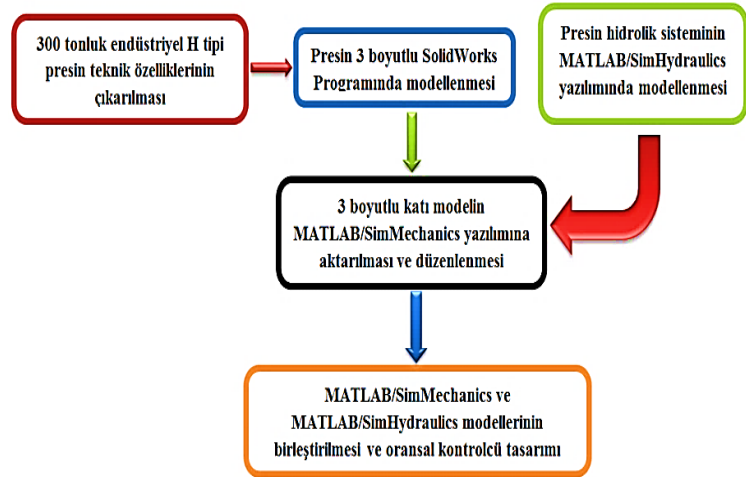 300 tonluk endüstriyel H tipi
presin teknik özelliklerinin
çıkarılması
Presin 3 boyutlu SolidWorks
Programında modellenmesi
Presin hidrolik sisteminin
MATLAB/SimHydraulics
yazılımında modellenmesi
3 boyutlu katı modelin
MATLAB/SimMechanics yazılımına
aktarılması ve düzenlenmesi
MATLAB/SimMechanics ve
MATLAB/SimHydraulics modellerinin
birleştirilmesi ve oransal kontrolcü tasarımı